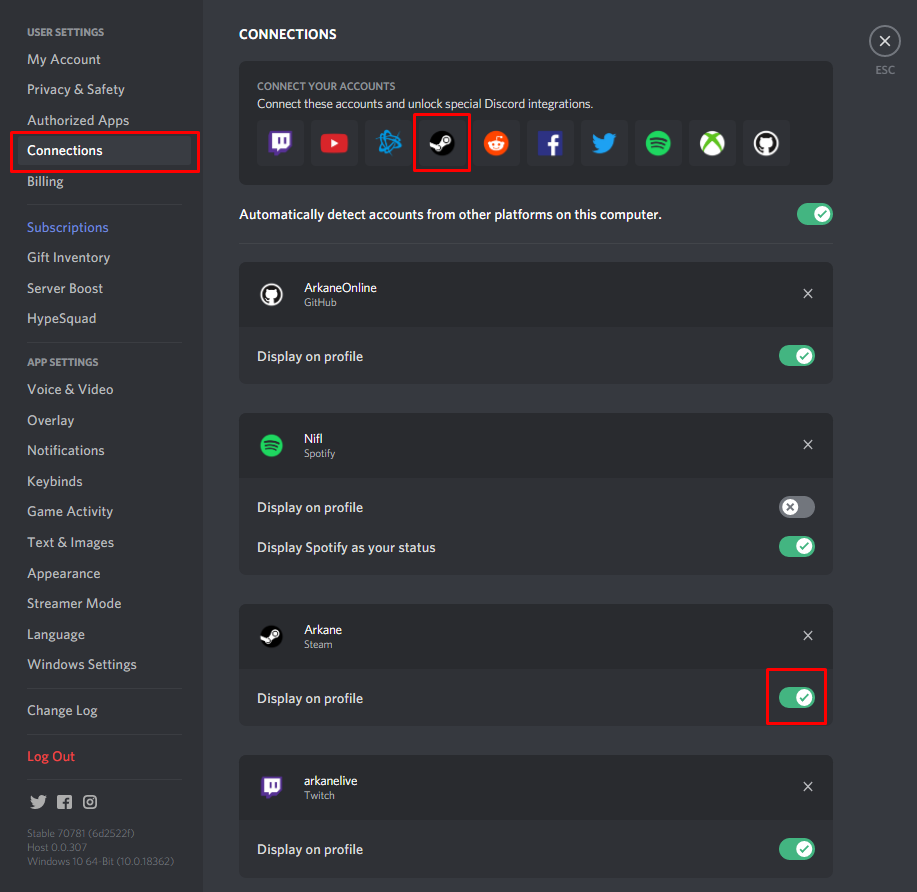 USER SETTINGS
My Account
Privacy & Safety
Authorized Apps
Connections
Billing
Subscriptions
Gift Inventory
Server Boost
HypeSquad
APP SETTINGS
Voice & Video
Overlay
Notifications
Keybinds
Game Activity
Text & Images
Appearance
Streamer Mode
Language
Windows Settings
Change Log
Log Out
Stable 70781 (6d2522f)
Host 0.0.307
Windows 10 64-Bit (10.0.18362)
CONNECTIONS
ESC
CONNECT YOUR ACCOUNTS
Connect these accounts and unlock special Discord integrations.
Automatically detect accounts from other platforms on this computer.
ArkaneOnline
GitHub
Display on profile
Nifl
Spotify
Display on profile
Display Spotify as your status
Arkane
Steam
Display on profile
arkanelive
Twitch
Display on profile